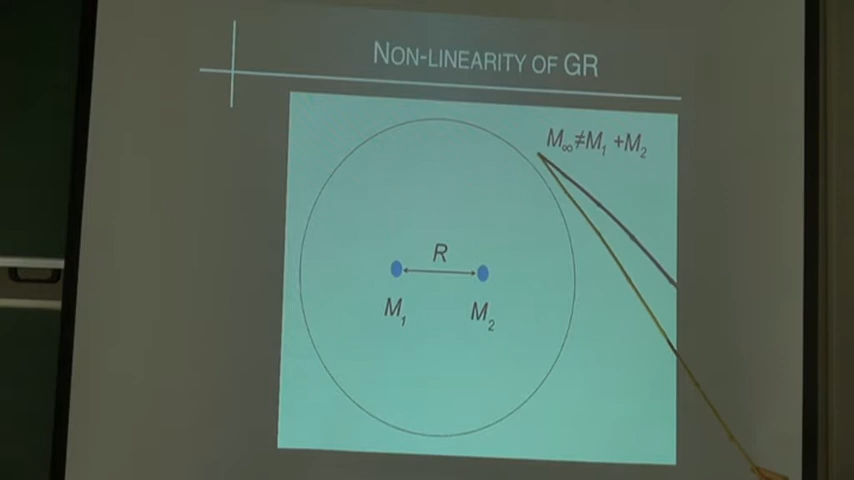 NON-LINEARITY OF GR
M∞≠M₁ +M₂
R
M₁ M₂